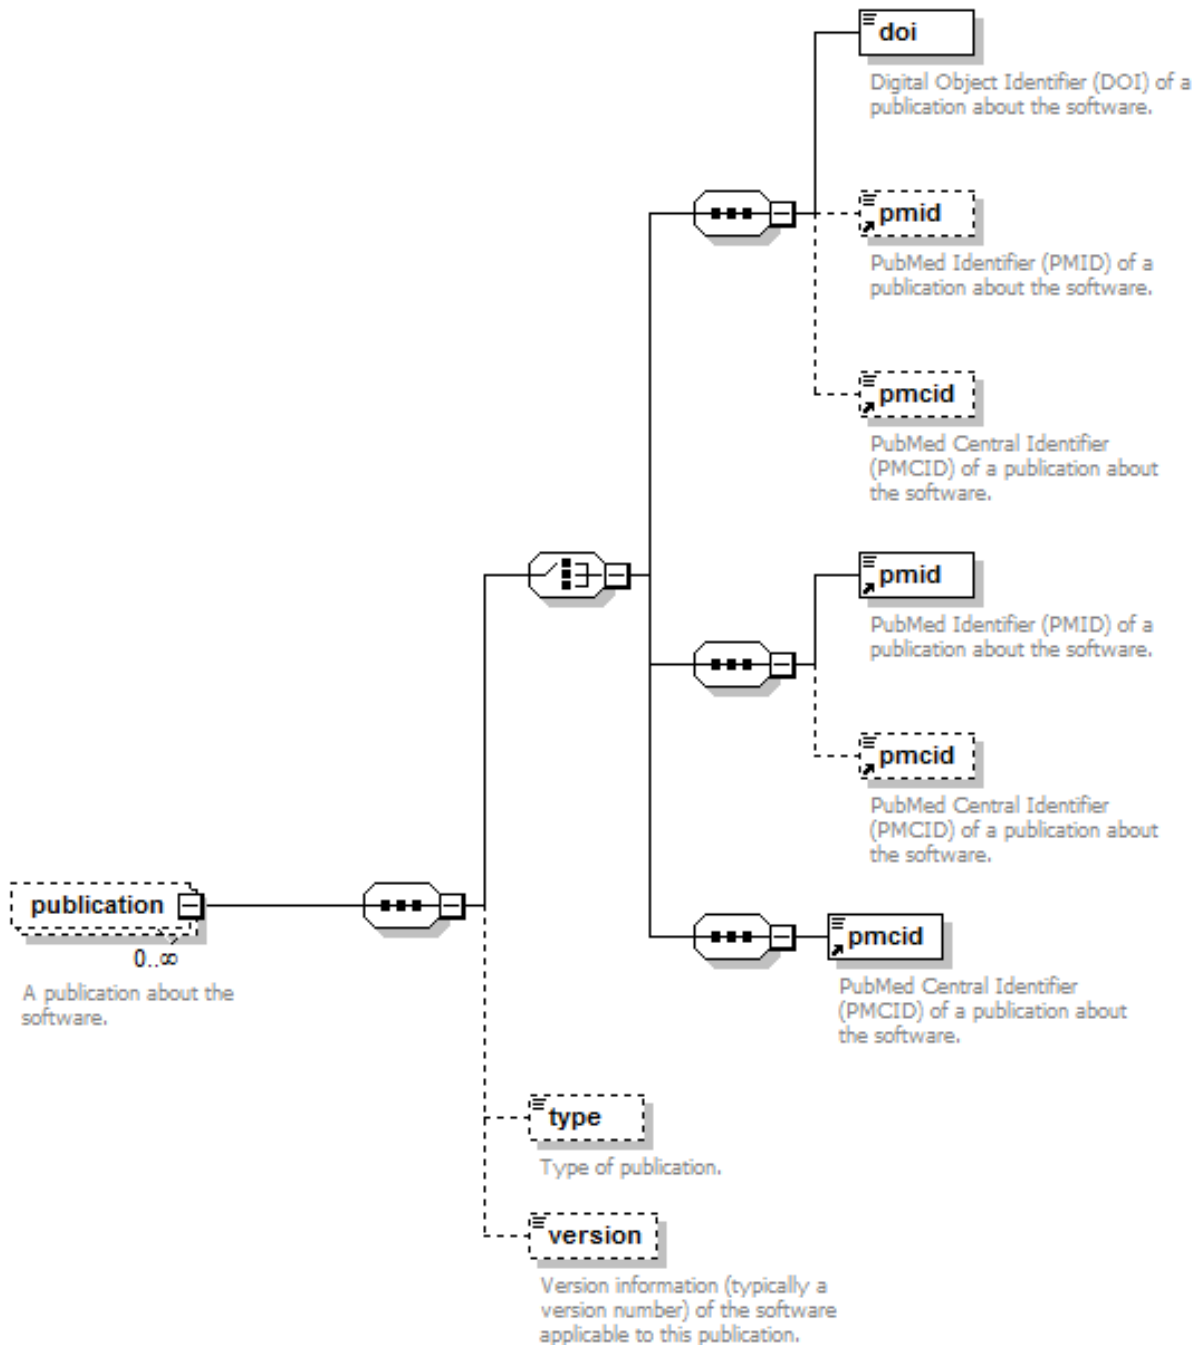 doi
Digital Object Identifier (DOI) of a
publication about the software.
pmid
PubMed Identifier (PMID) of a
publication about the software.
pmcid
PubMed Central Identifier
(PMCID) of a publication about
the software.
pmid
PubMed Identifier (PMID) of a
publication about the software.
pmcid
PubMed Central Identifier
(PMCID) of a publication about
the software.
publication
0..∞
A publication about the
software.
pmcid
PubMed Central Identifier
(PMCID) of a publication about
the software.
type
Type of publication.
version
Version information (typically a
version number) of the software
applicable to this publication.